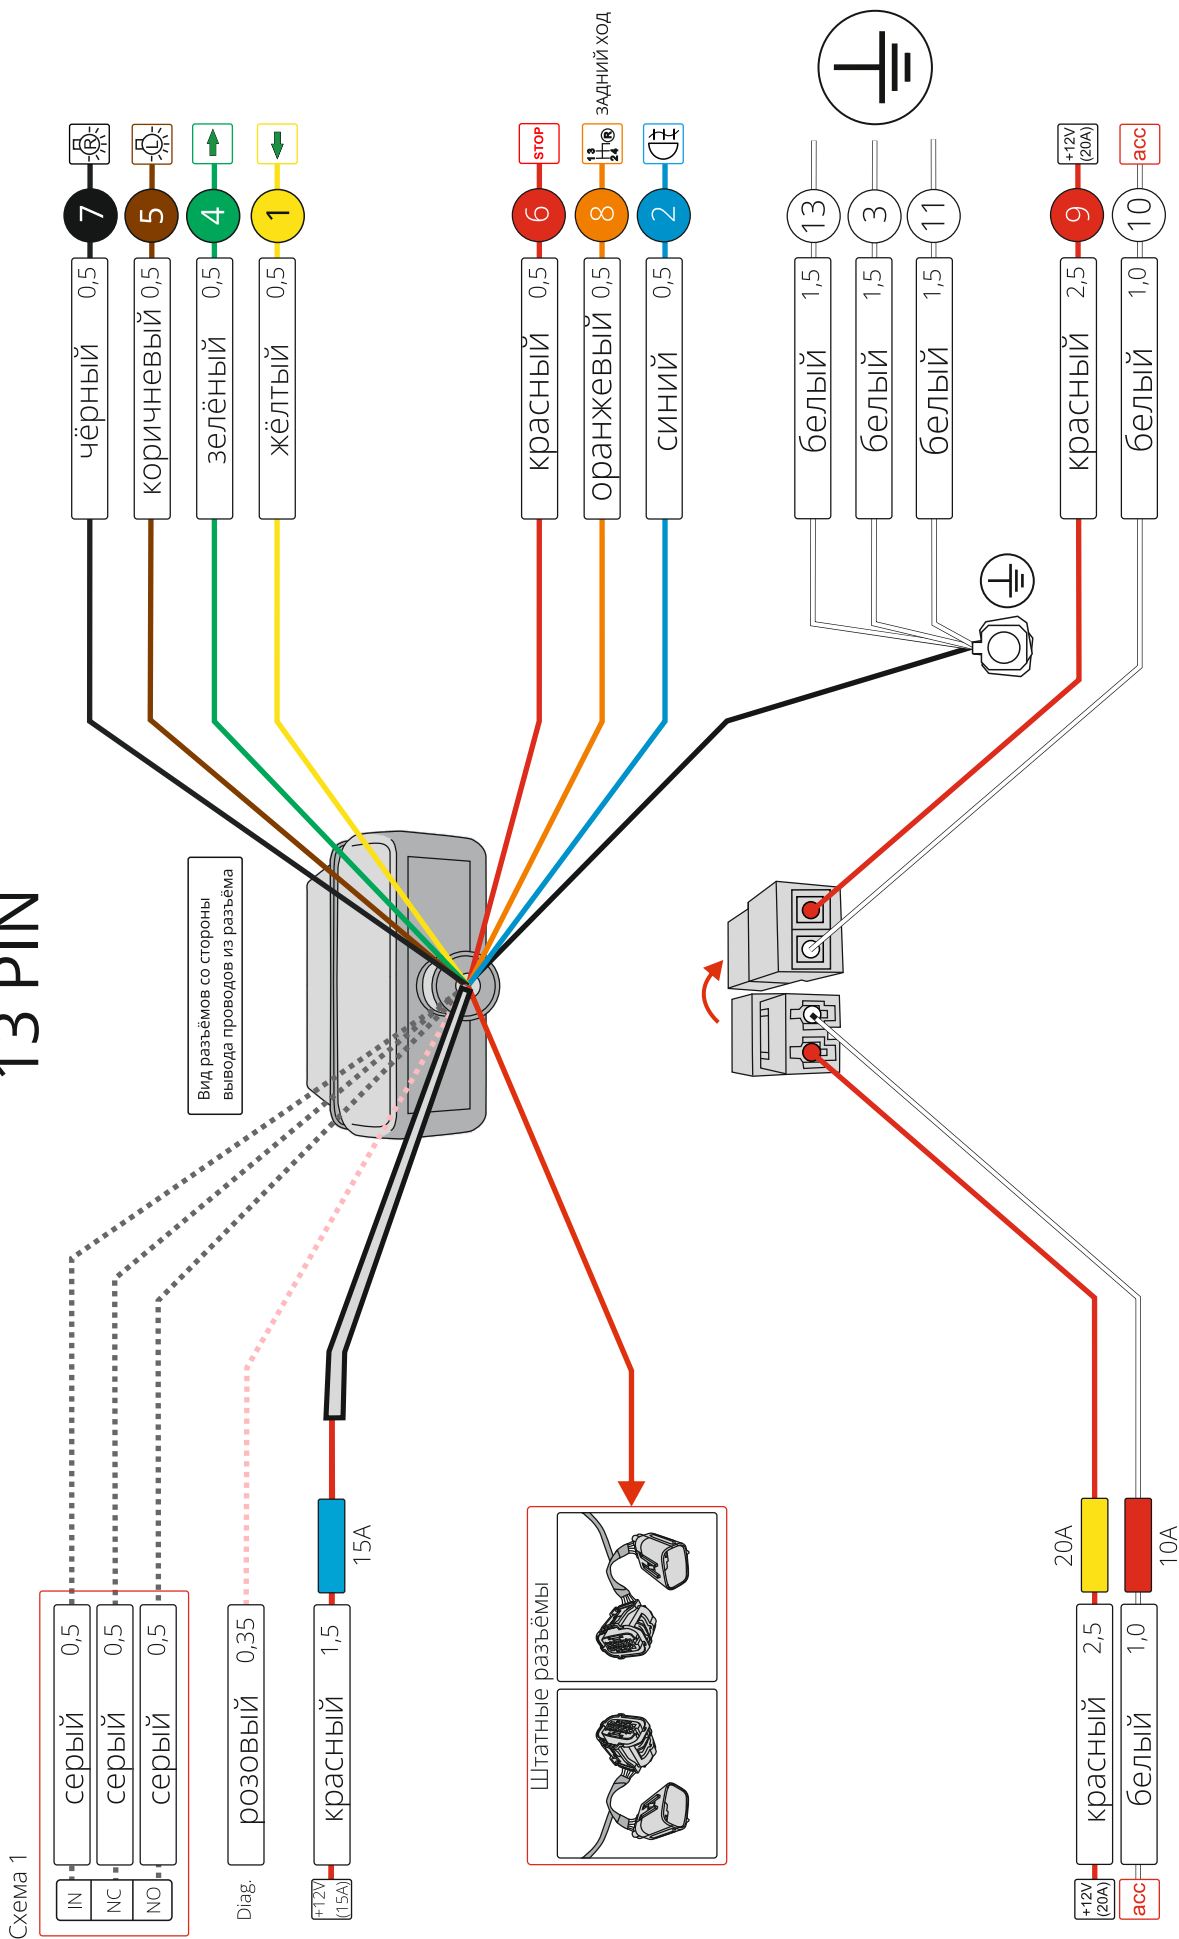 13 PIN
Схема 1
IN
серый 0,5
NC
серый 0,5
NO
серый 0,5
Diag.
розовый 0,35
+12V
(15A)
красный 1,5
15A
Штатные разъёмы
+12V
(20A)
красный 2,5
20A
acc
белый 1,0
10A
Вид разъёмов со стороны
вывода проводов из разъёма
чёрный 0,5
7
R
коричневый 0,5
5
L
зелёный 0,5
4
жёлтый 0,5
1
красный 0,5
6
STOP
оранжевый 0,5
8
13
24
R
ЗАДНИЙ ХОД
синий 0,5
2
белый 1,5
13
белый 1,5
3
белый 1,5
11
красный 2,5
9
+12V
(20A)
белый 1,0
10
acc